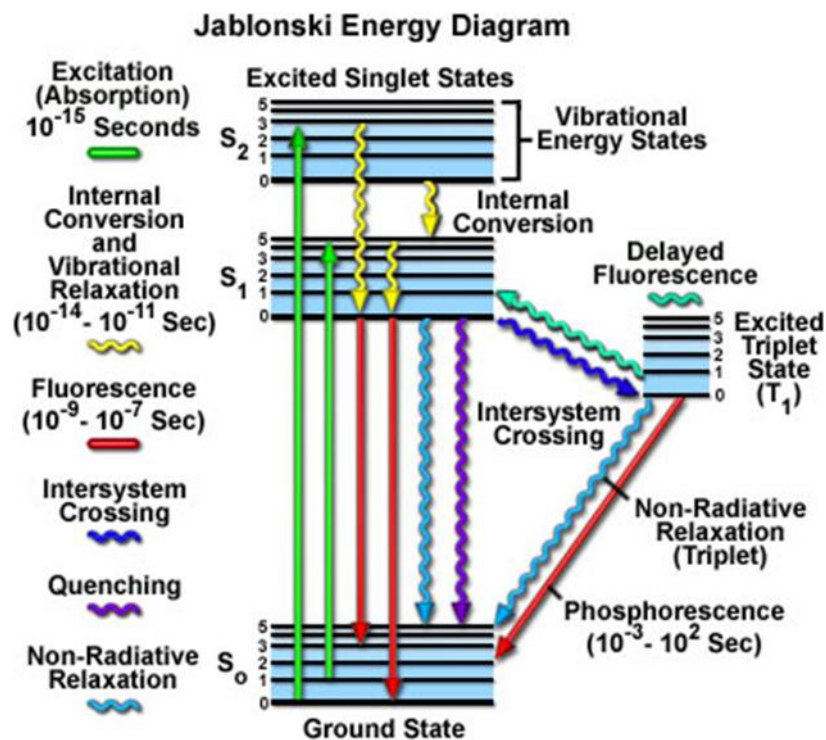 Jablonski Energy Diagram
Excitation
(Absorption)
10⁻¹⁵ Seconds
Internal
Conversion
and
Vibrational
Relaxation
(10⁻¹⁴ - 10⁻¹¹ Sec)
Fluorescence
(10⁻⁹ - 10⁻⁷ Sec)
Intersystem
Crossing
Quenching
Non-Radiative
Relaxation
Excited Singlet States
S₂
5
3
2
1
0
Vibrational
Energy States
Internal
Conversion
S₁
5
3
2
1
0
Delayed
Fluorescence
5
3
2
1
0
Excited
Triplet
State
(T₁)
Intersystem
Crossing
Non-Radiative
Relaxation
(Triplet)
Phosphorescence
(10⁻³ - 10² Sec)
Sₒ
5
3
2
1
0
Ground State